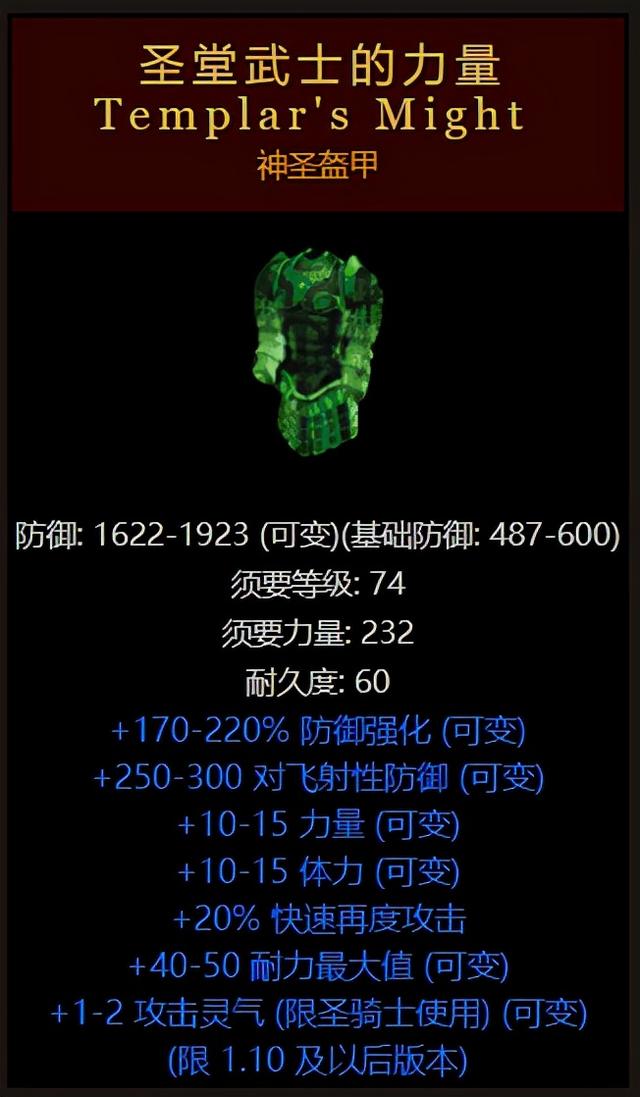 圣堂武士的力量
Templar's Might
神圣盔甲
防御: 1622-1923 (可变)(基础防御: 487-600)
须要等级: 74
须要力量: 232
耐久度: 60
+170-220% 防御强化 (可变)
+250-300 对飞射性防御 (可变)
+10-15 力量 (可变)
+10-15 体力 (可变)
+20% 快速再度攻击
+40-50 耐力最大值 (可变)
+1-2 攻击灵气 (限圣骑士使用) (可变)
(限 1.10 及以后版本)